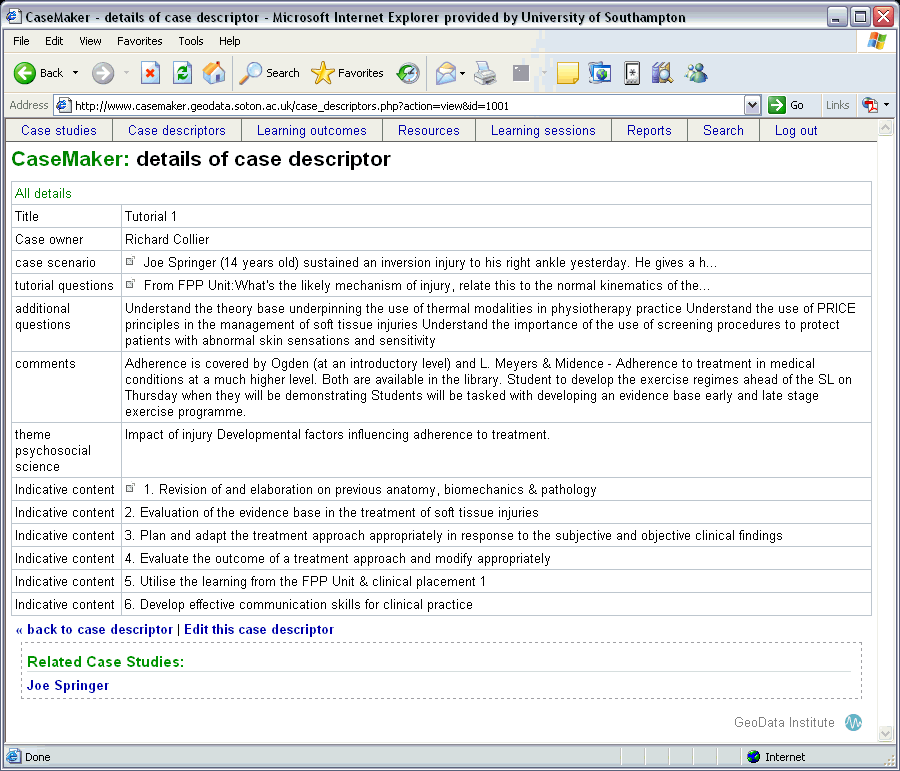 CaseMaker - details of case descriptor - Microsoft Internet Explorer provided by University of Southampton
File Edit View Favorites Tools Help
Back Search Favorites
Address http://www.casemaker.geodata.soton.ac.uk/case_descriptors.php?action=view&id=1001 Go Links
Case studies Case descriptors Learning outcomes Resources Learning sessions Reports Search Log out
CaseMaker: details of case descriptor
All details
Title Tutorial 1
Case owner Richard Collier
case scenario Joe Springer (14 years old) sustained an inversion injury to his right ankle yesterday. He gives a h...
tutorial questions From FPP Unit:What's the likely mechanism of injury, relate this to the normal kinematics of the...
additional questions
Understand the theory base underpinning the use of thermal modalities in physiotherapy practice Understand the use of PRICE
principles in the management of soft tissue injuries Understand the importance of the use of screening procedures to protect
patients with abnormal skin sensations and sensitivity
comments
Adherence is covered by Ogden (at an introductory level) and L. Meyers & Midence - Adherence to treatment in medical
conditions at a much higher level. Both are available in the library. Student to develop the exercise regimes ahead of the SL on
Thursday when they will be demonstrating Students will be tasked with developing an evidence base early and late stage
exercise programme.
theme
psychosocial
science
Impact of injury Developmental factors influencing adherence to treatment.
Indicative content 1. Revision of and elaboration on previous anatomy, biomechanics & pathology
Indicative content 2. Evaluation of the evidence base in the treatment of soft tissue injuries
Indicative content 3. Plan and adapt the treatment approach appropriately in response to the subjective and objective clinical findings
Indicative content 4. Evaluate the outcome of a treatment approach and modify appropriately
Indicative content 5. Utilise the learning from the FPP Unit & clinical placement 1
Indicative content 6. Develop effective communication skills for clinical practice
« back to case descriptor | Edit this case descriptor
Related Case Studies:
Joe Springer
GeoData Institute
Done Internet